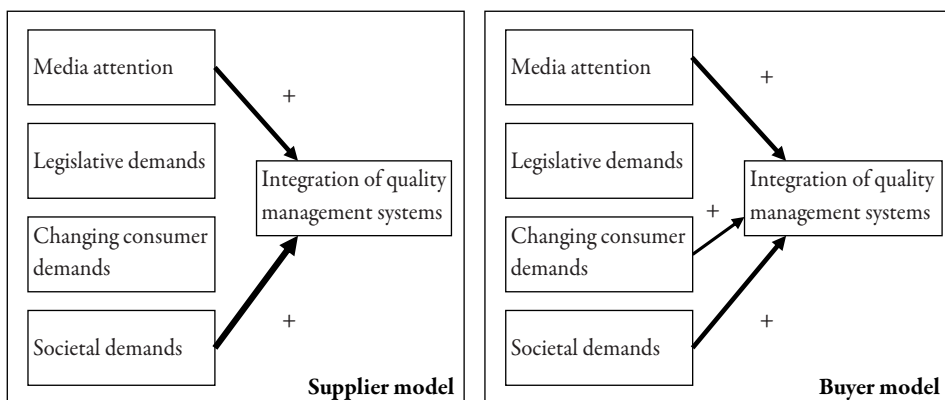 Media attention
+
Legislative demands
Integration of quality
management systems
Changing consumer
demands
+
Societal demands
Supplier model
Media attention
+
Legislative demands
Integration of quality
management systems
+
Changing consumer
demands
+
Societal demands
Buyer model